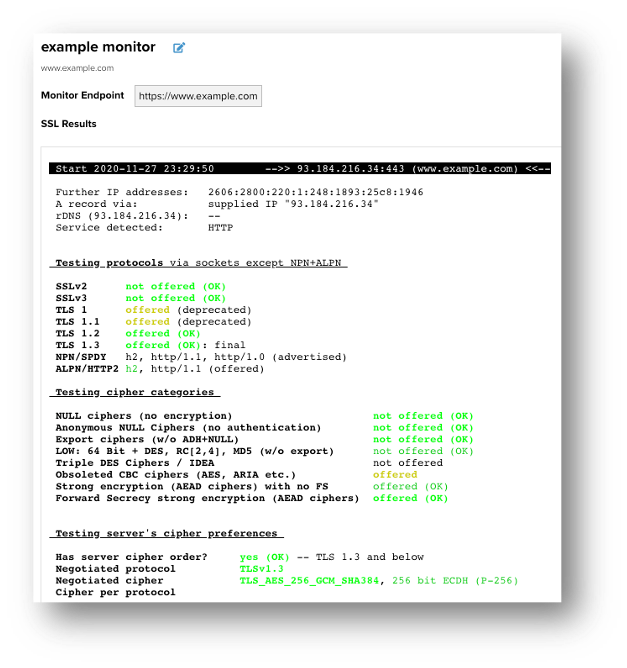 example monitor
www.example.com
Monitor Endpoint https://www.example.com
SSL Results
Start 2020-11-27 23:29:50 -->> 93.184.216.34:443 (www.example.com) <<--
Further IP addresses: 2606:2800:220:1:248:1893:25c8:1946
A record via: supplied IP "93.184.216.34"
rDNS (93.184.216.34): --
Service detected: HTTP
Testing protocols via sockets except NPN+ALPN
SSLv2 not offered (OK)
SSLv3 not offered (OK)
TLS 1 offered (deprecated)
TLS 1.1 offered (deprecated)
TLS 1.2 offered (OK)
TLS 1.3 offered (OK): final
NPN/SPDY h2, http/1.1, http/1.0 (advertised)
ALPN/HTTP2 h2, http/1.1 (offered)
Testing cipher categories
NULL ciphers (no encryption) not offered (OK)
Anonymous NULL Ciphers (no authentication) not offered (OK)
Export ciphers (w/o ADH+NULL) not offered (OK)
LOW: 64 Bit + DES, RC[2,4], MD5 (w/o export) not offered (OK)
Triple DES Ciphers / IDEA not offered
Obsoleted CBC ciphers (AES, ARIA etc.) offered
Strong encryption (AEAD ciphers) with no FS offered (OK)
Forward Secrecy strong encryption (AEAD ciphers) offered (OK)
Testing server's cipher preferences
Has server cipher order? yes (OK) -- TLS 1.3 and below
Negotiated protocol TLSv1.3
Negotiated cipher TLS_AES_256_GCM_SHA384, 256 bit ECDH (P-256)
Cipher per protocol